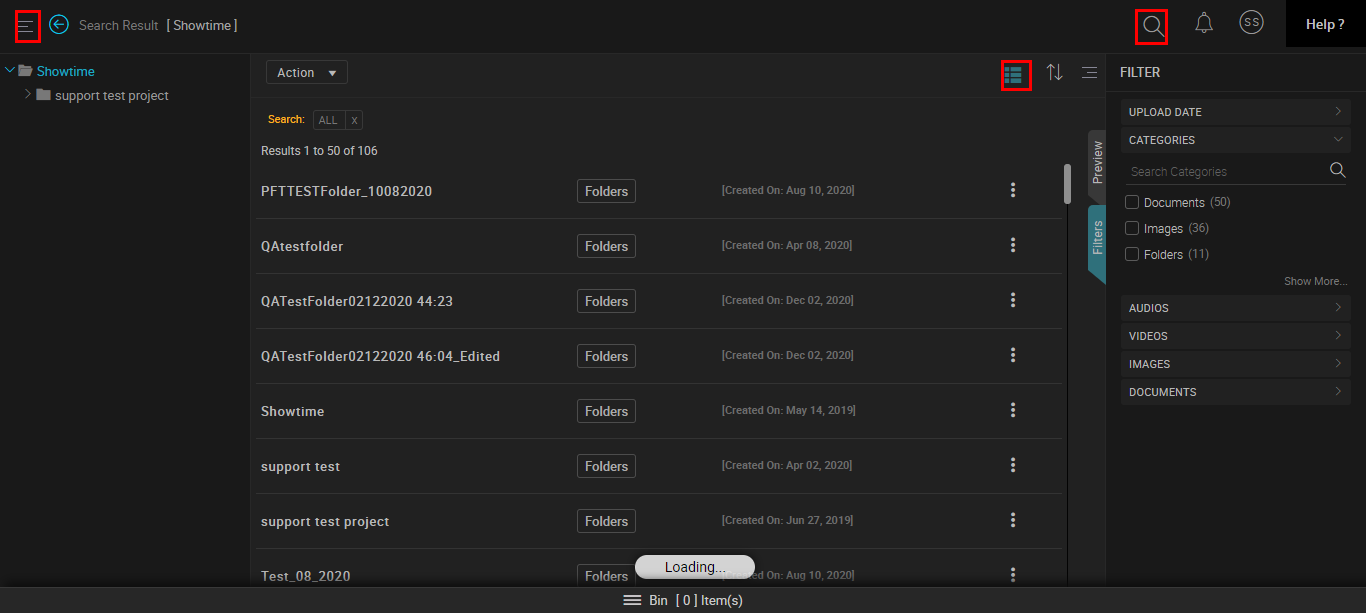 Search Result [ Showtime ]
SS
Help ?
Showtime
support test project
Action
Search: ALL x
Results 1 to 50 of 106
PFTTESTFolder_10082020 Folders [Created On: Aug 10, 2020]
QAtestfolder Folders [Created On: Apr 08, 2020]
QATestFolder02122020 44:23 Folders [Created On: Dec 02, 2020]
QATestFolder02122020 46:04_Edited Folders [Created On: Dec 02, 2020]
Showtime Folders [Created On: May 14, 2019]
support test Folders [Created On: Apr 02, 2020]
support test project Folders [Created On: Jun 27, 2019]
Test_08_2020 Folders [Created On: Aug 10, 2020]
Loading...
Preview
Filters
FILTER
UPLOAD DATE
CATEGORIES
Search Categories
Documents (50)
Images (36)
Folders (11)
Show More...
AUDIOS
VIDEOS
IMAGES
DOCUMENTS
Bin [ 0 ] Item(s)